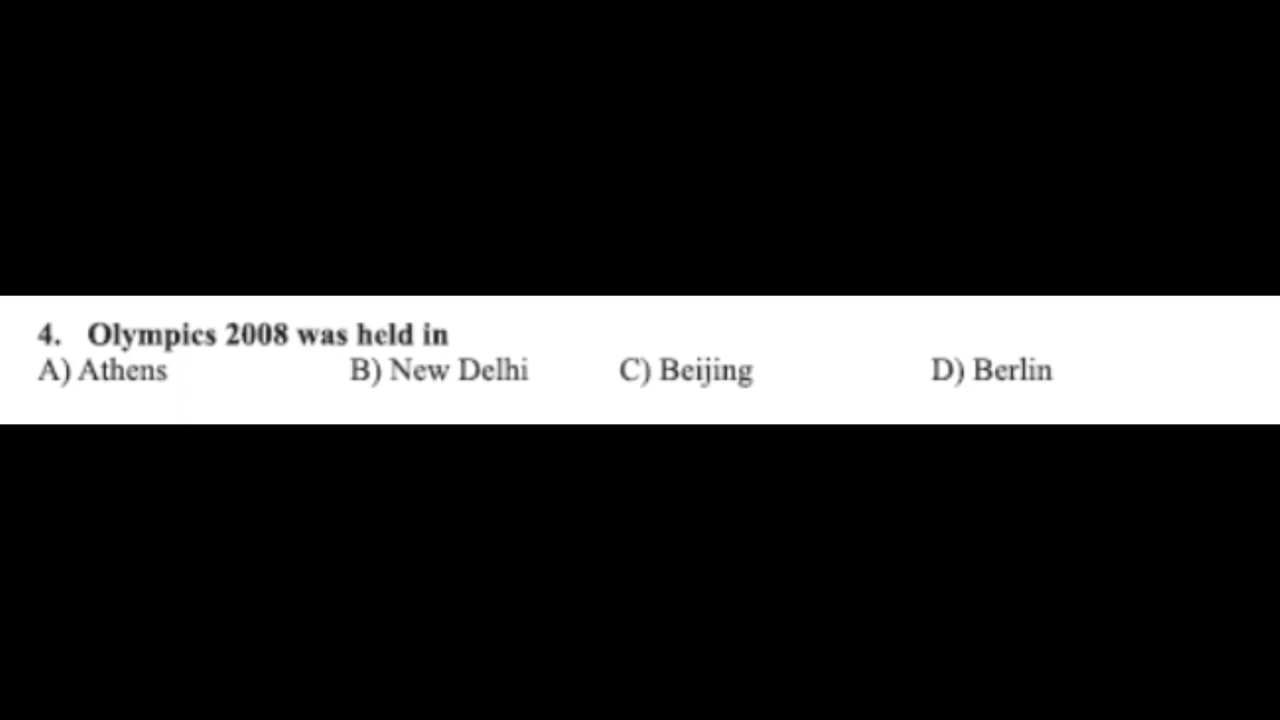 4. Olympics 2008 was held in
A) Athens B) New Delhi C) Beijing D) Berlin